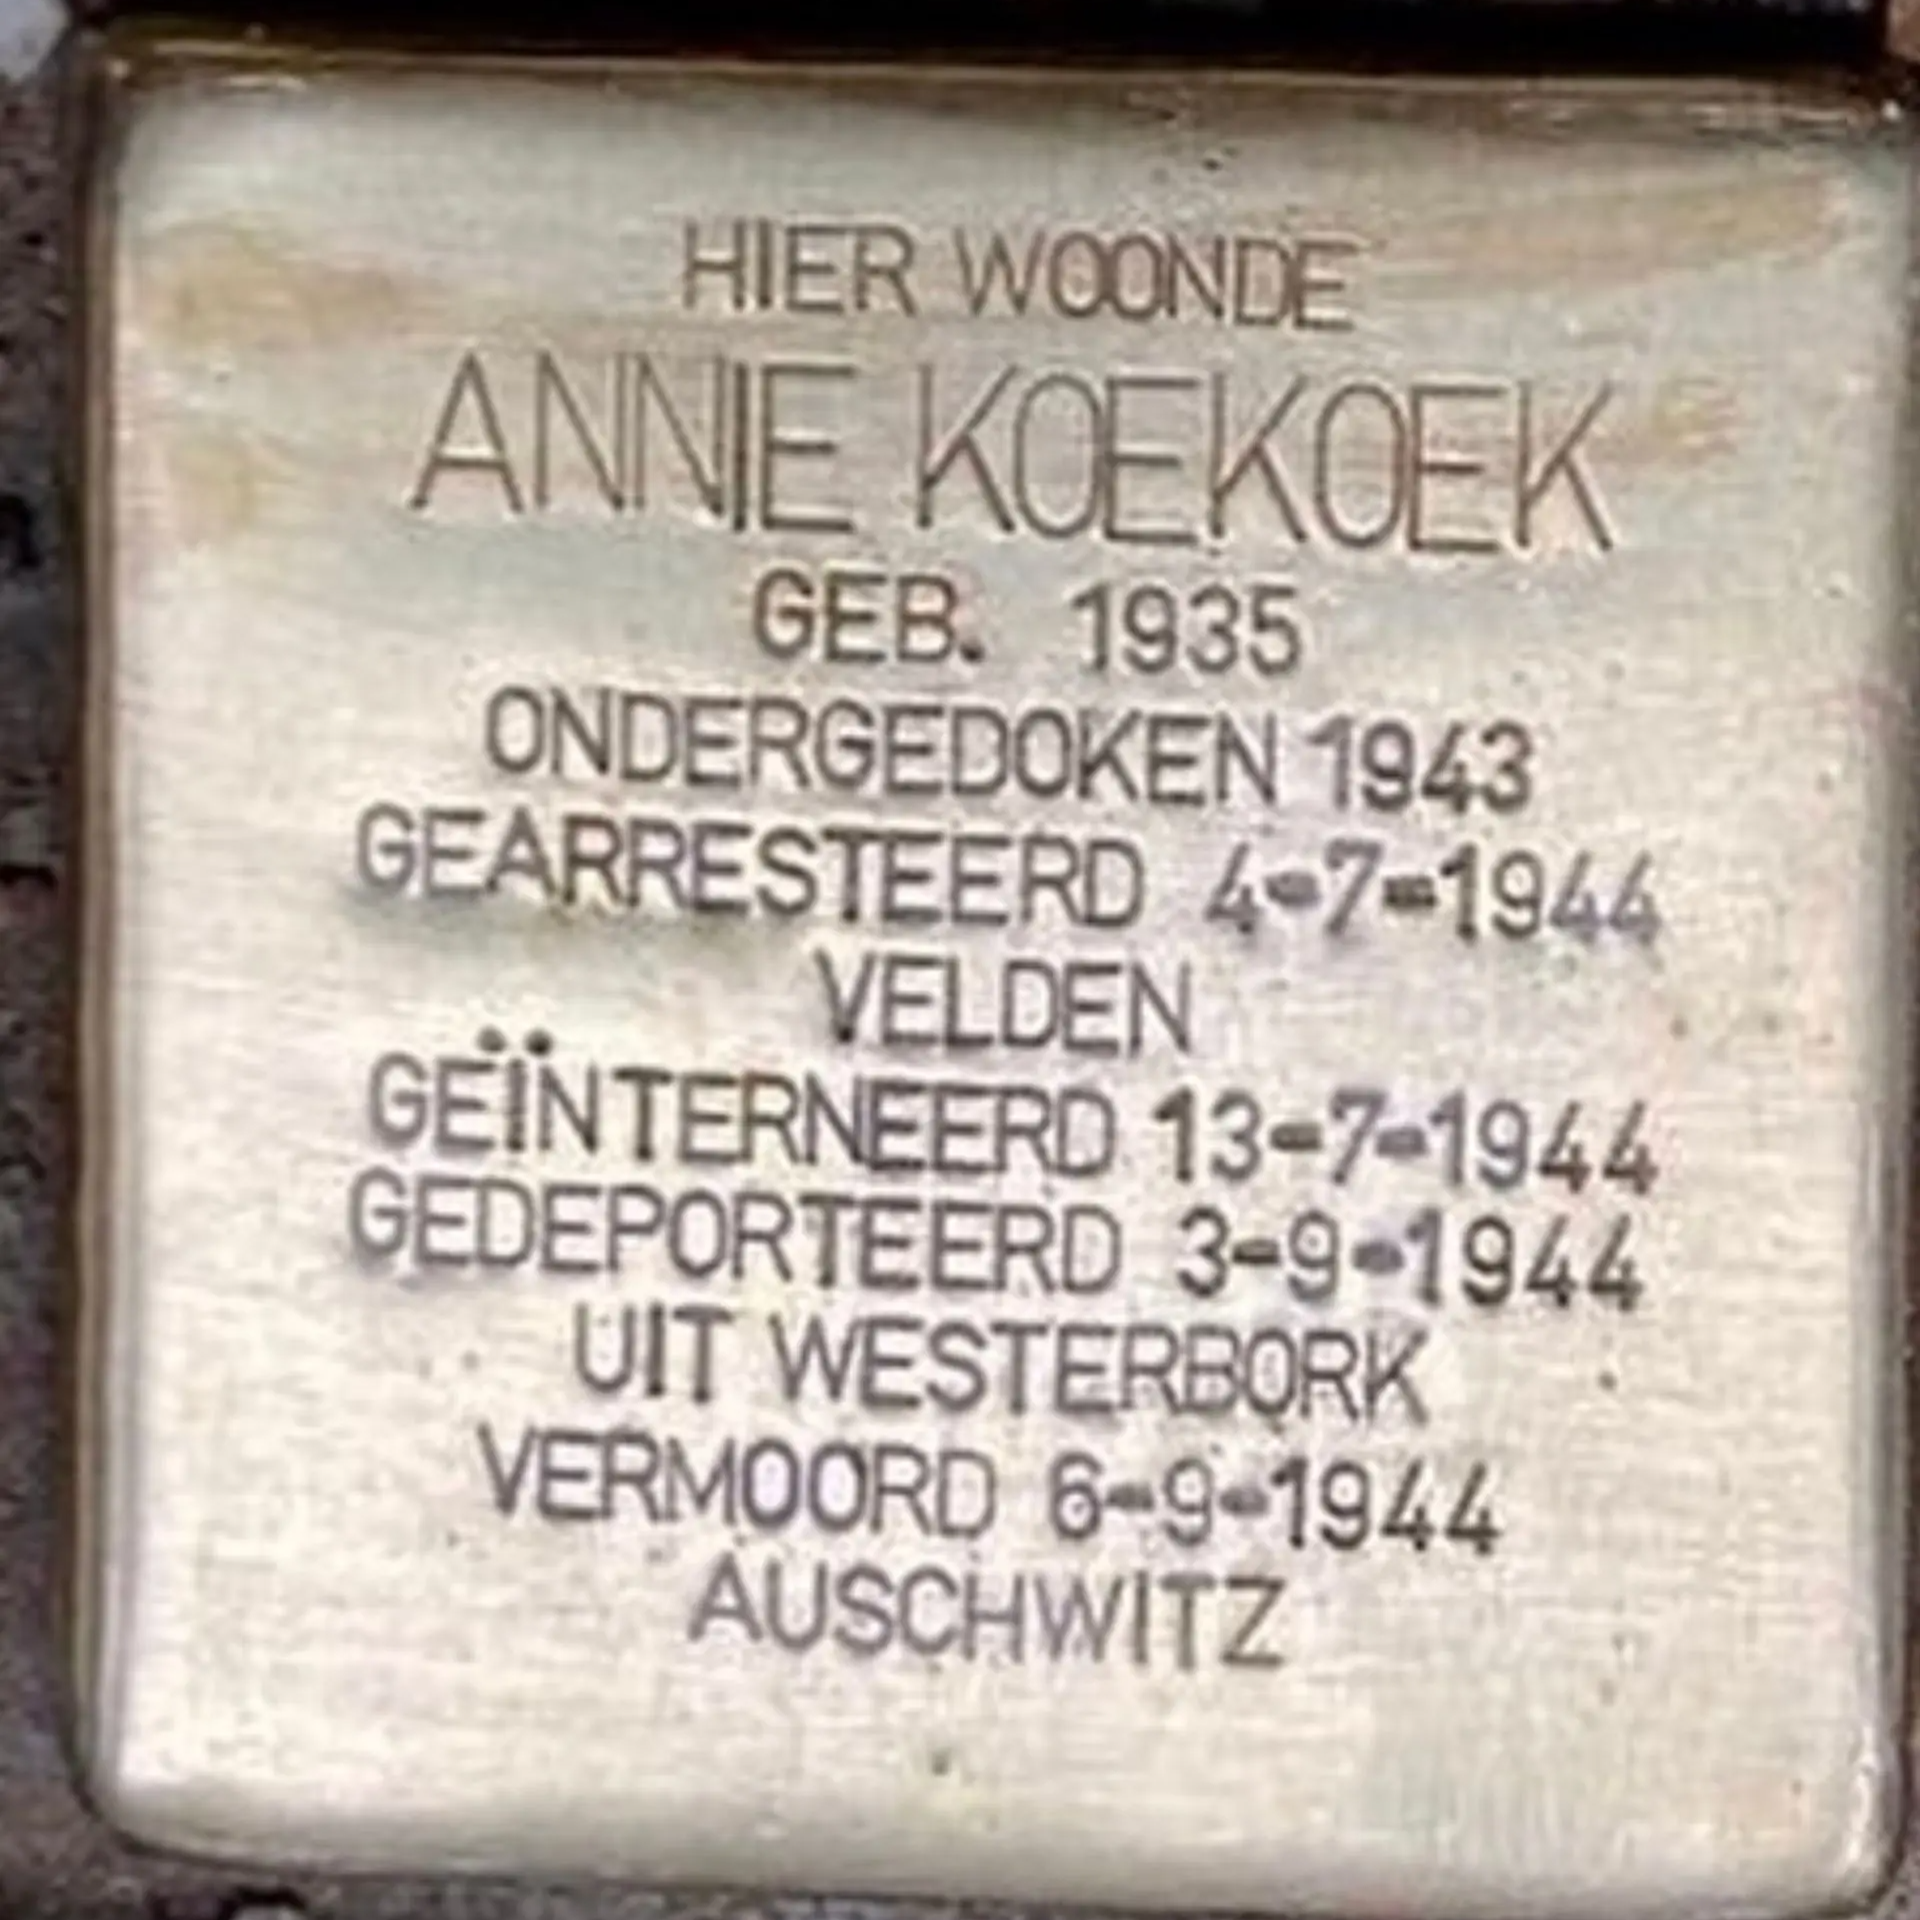 HIER WOONDE
ANNIE KOEKOEK
GEB. 1935
ONDERGEDOKEN 1943
GEARRESTEERD 4-7-1944
VELDEN
GEÏNTERNEERD 13-7-1944
GEDEPORTEERD 3-9-1944
UIT WESTERBORK
VERMOORD 6-9-1944
AUSCHWITZ